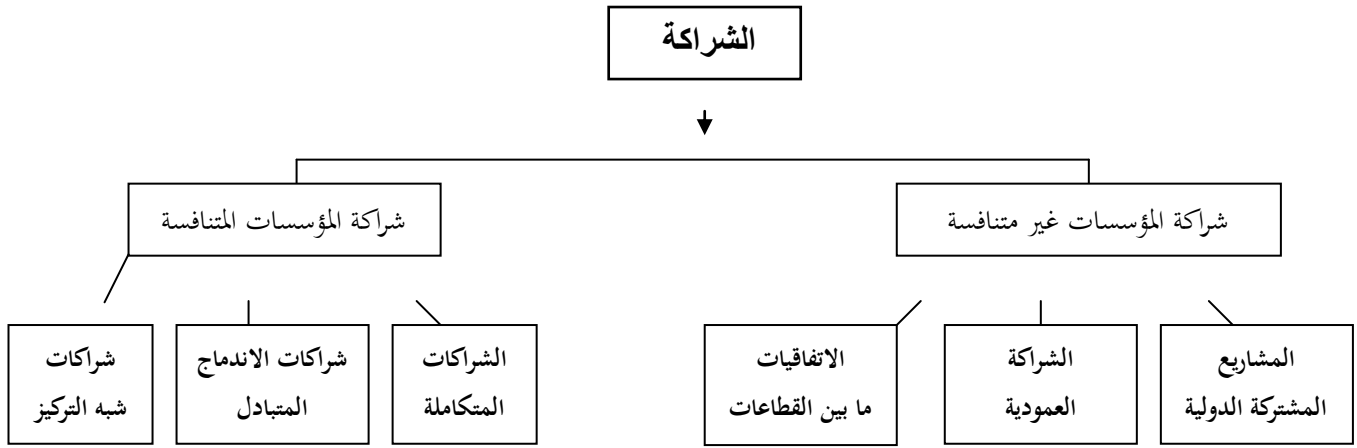 الشراكة
شراكة المؤسسات غير متنافسة
شراكة المؤسسات المتنافسة
المشاريع
المشتركة الدولية
الشراكة
العمودية
الاتفاقيات
ما بين القطاعات
الشراكات
المتكاملة
شراكات الاندماج
المتبادل
شراكات
شبه التركيز